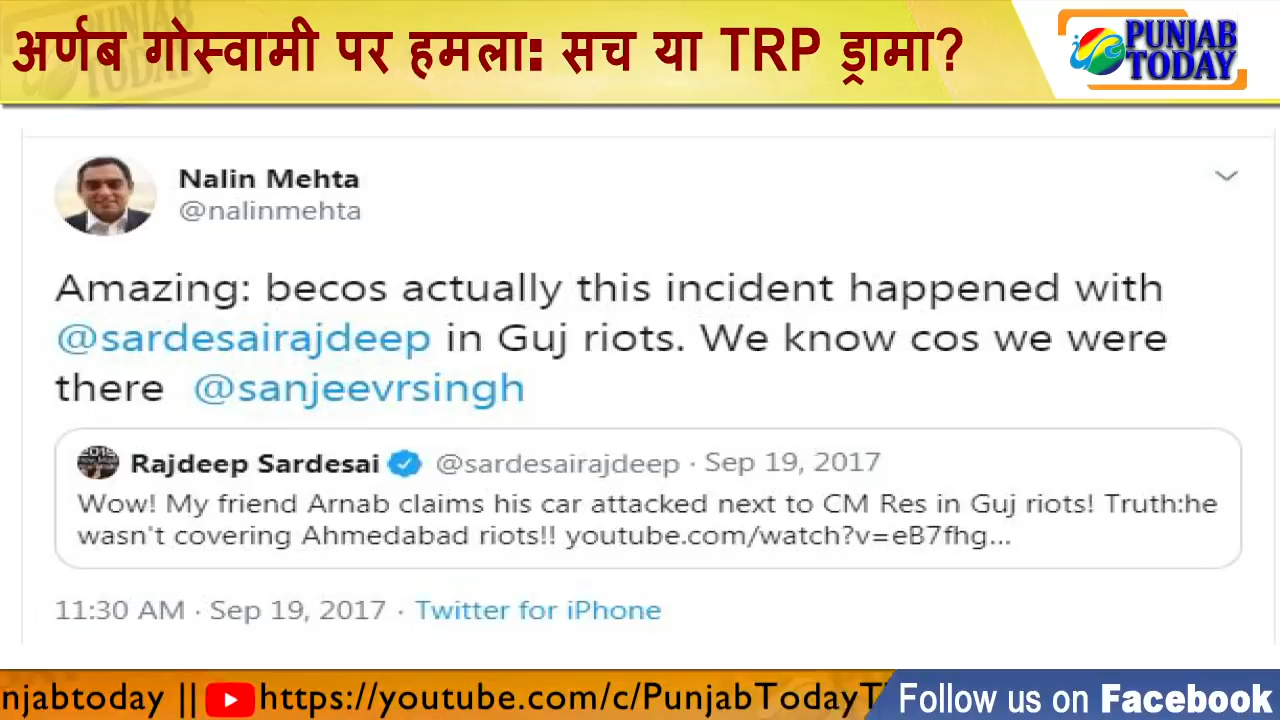 अर्णब गोस्वामी पर हमला: सच या TRP ड्रामा?
PUNJAB
TODAY
Nalin Mehta
@nalinmehta
Amazing: becos actually this incident happened with
@sardesairajdeep in Guj riots. We know cos we were
there @sanjeevrsingh
Rajdeep Sardesai @sardesairajdeep · Sep 19, 2017
Wow! My friend Arnab claims his car attacked next to CM Res in Guj riots! Truth:he
wasn't covering Ahmedabad riots!! youtube.com/watch?v=eB7fhg...
11:30 AM · Sep 19, 2017 · Twitter for iPhone
njabtoday || https://youtube.com/c/PunjabTodayT
Follow us on Facebook